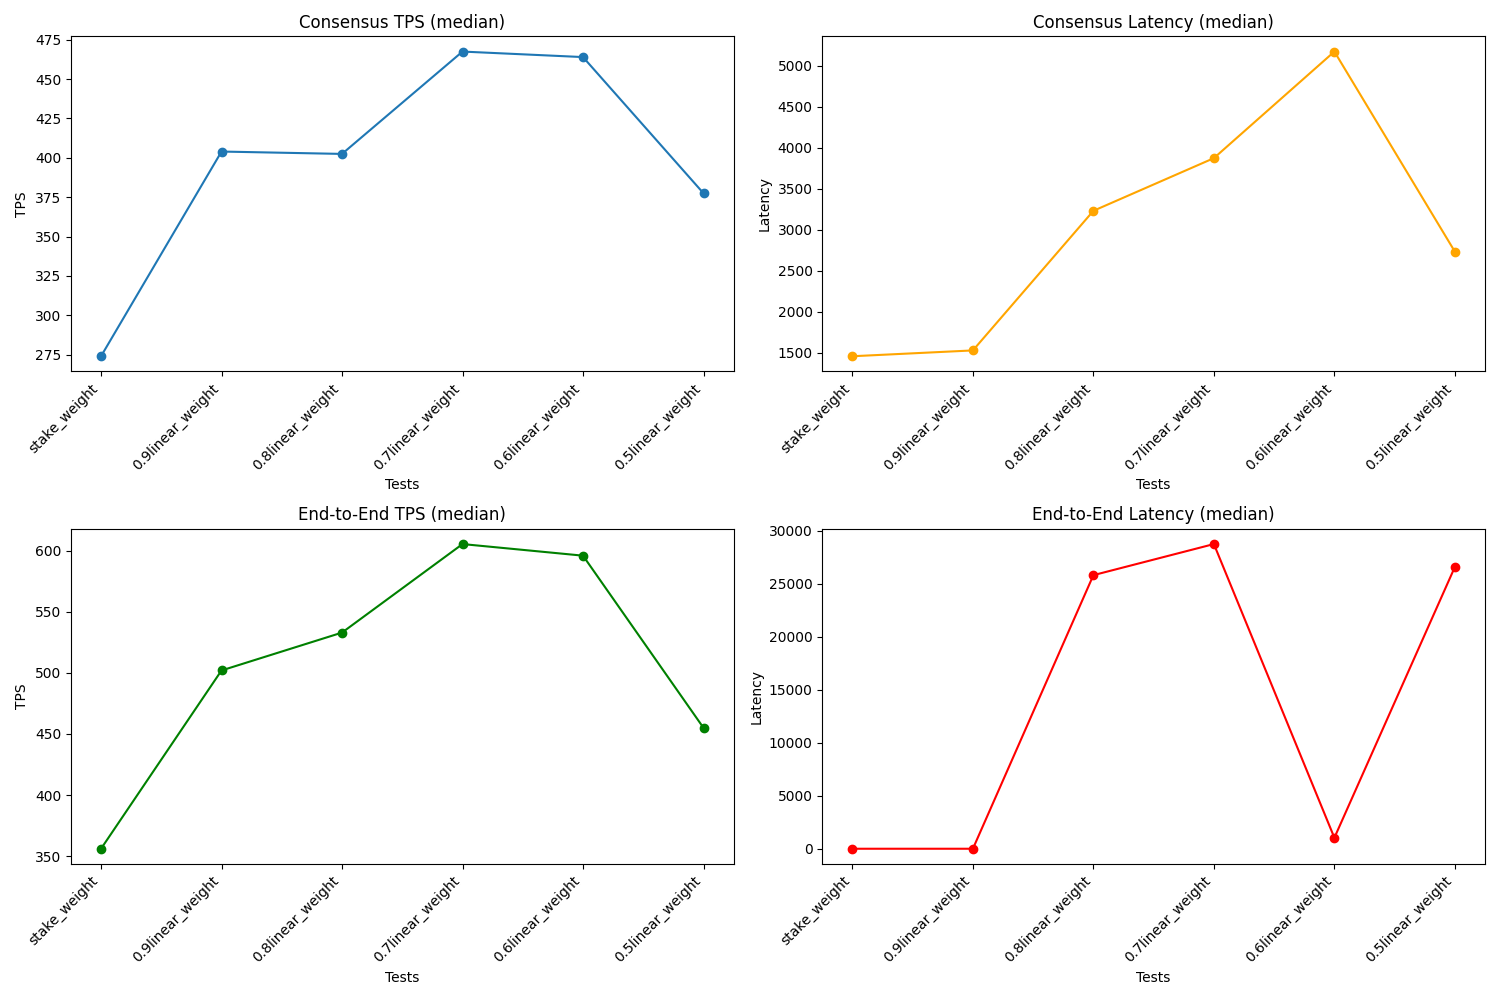 Consensus TPS (median)
TPS
475
450
425
400
375
350
325
300
275
stake_weight
0.9linear_weight
0.8linear_weight
0.7linear_weight
0.6linear_weight
0.5linear_weight
Tests
Consensus Latency (median)
Latency
5000
4500
4000
3500
3000
2500
2000
1500
stake_weight
0.9linear_weight
0.8linear_weight
0.7linear_weight
0.6linear_weight
0.5linear_weight
Tests
End-to-End TPS (median)
TPS
600
550
500
450
400
350
stake_weight
0.9linear_weight
0.8linear_weight
0.7linear_weight
0.6linear_weight
0.5linear_weight
Tests
End-to-End Latency (median)
Latency
30000
25000
20000
15000
10000
5000
0
stake_weight
0.9linear_weight
0.8linear_weight
0.7linear_weight
0.6linear_weight
0.5linear_weight
Tests